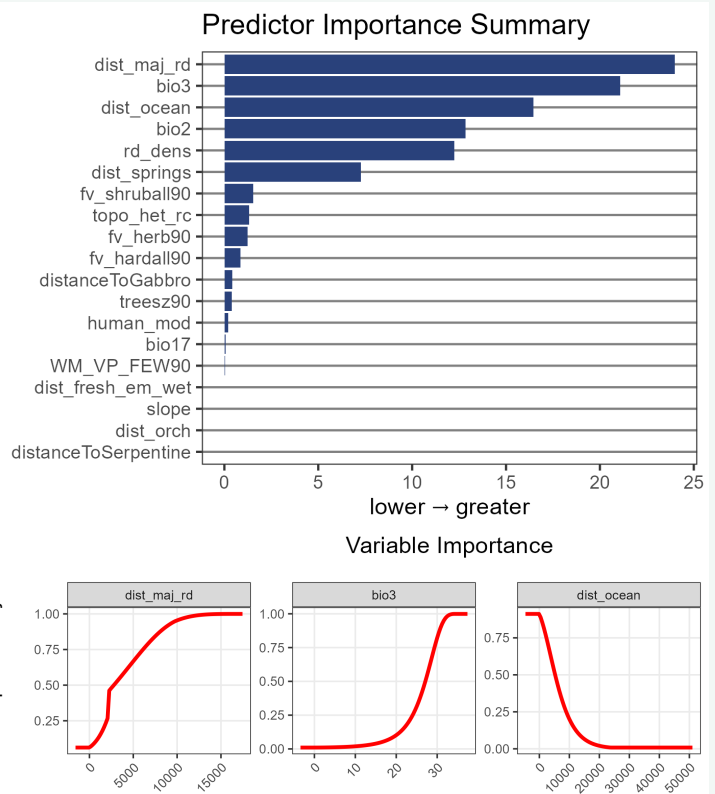 Predictor Importance Summary
dist_maj_rd
bio3
dist_ocean
bio2
rd_dens
dist_springs
fv_shruball90
topo_het_rc
fv_herb90
fv_hardall90
distanceToGabbro
treesz90
human_mod
bio17
WM_VP_FEW90
dist_fresh_em_wet
slope
dist_orch
distanceToSerpentine
0 5 10 15 20 25
lower → greater
Variable Importance
dist_maj_rd bio3 dist_ocean
1.00 1.00
0.75 0.75 0.75
0.50 0.50 0.50
0.25 0.25 0.25
0.00 0.00
0 5000 10000 15000 0 10 20 30 0 10000 20000 30000 40000 50000